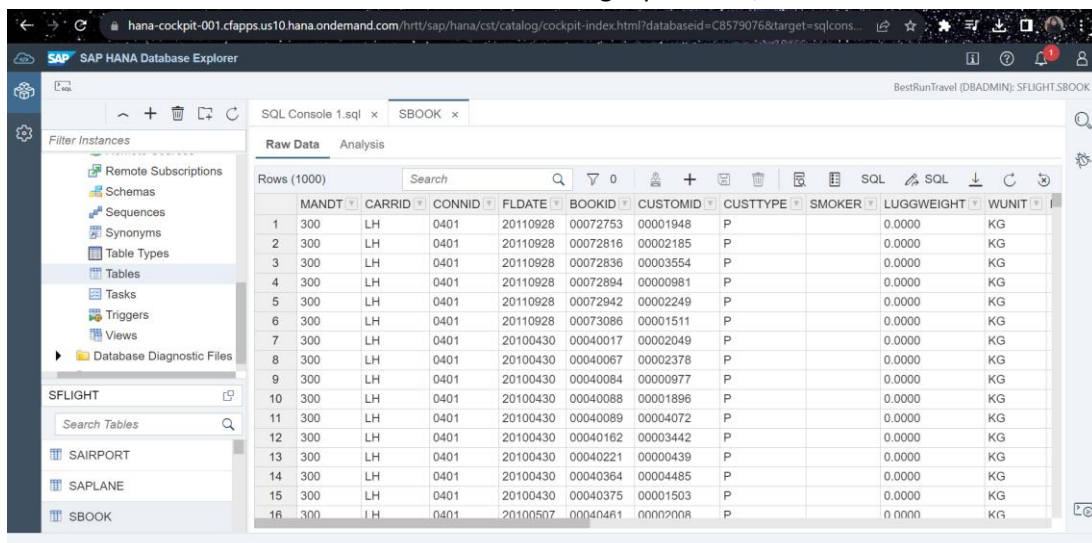 hana-cockpit-001.cfapps.us10.hana.ondemand.com/hrtt/sap/hana/cst/catalog/cockpit-index.html?databaseid=C8579076&target=sqlcons...
SAP SAP HANA Database Explorer
1
BestRunTravel (DBADMIN): SFLIGHT.SBOOK
SQL Console 1.sql × SBOOK ×
Filter Instances
Raw Data Analysis
Remote Subscriptions
Schemas
Sequences
Synonyms
Table Types
Tables
Tasks
Triggers
Views
Database Diagnostic Files
SFLIGHT
Search Tables
SAIRPORT
SAPLANE
SBOOK
Rows (1000) Search 0 SQL SQL
MANDT CARRID CONNID FLDATE BOOKID CUSTOMID CUSTTYPE SMOKER LUGGWEIGHT WUNIT
1 300 LH 0401 20110928 00072753 00001948 P 0.0000 KG
2 300 LH 0401 20110928 00072816 00002185 P 0.0000 KG
3 300 LH 0401 20110928 00072836 00003554 P 0.0000 KG
4 300 LH 0401 20110928 00072894 00000981 P 0.0000 KG
5 300 LH 0401 20110928 00072942 00002249 P 0.0000 KG
6 300 LH 0401 20110928 00073086 00001511 P 0.0000 KG
7 300 LH 0401 20100430 00040017 00002049 P 0.0000 KG
8 300 LH 0401 20100430 00040067 00002378 P 0.0000 KG
9 300 LH 0401 20100430 00040084 00000977 P 0.0000 KG
10 300 LH 0401 20100430 00040088 00001896 P 0.0000 KG
11 300 LH 0401 20100430 00040089 00004072 P 0.0000 KG
12 300 LH 0401 20100430 00040162 00003442 P 0.0000 KG
13 300 LH 0401 20100430 00040221 00000439 P 0.0000 KG
14 300 LH 0401 20100430 00040364 00004485 P 0.0000 KG
15 300 LH 0401 20100430 00040375 00001503 P 0.0000 KG
16 300 LH 0401 20100507 00040461 00002008 P 0.0000 KG